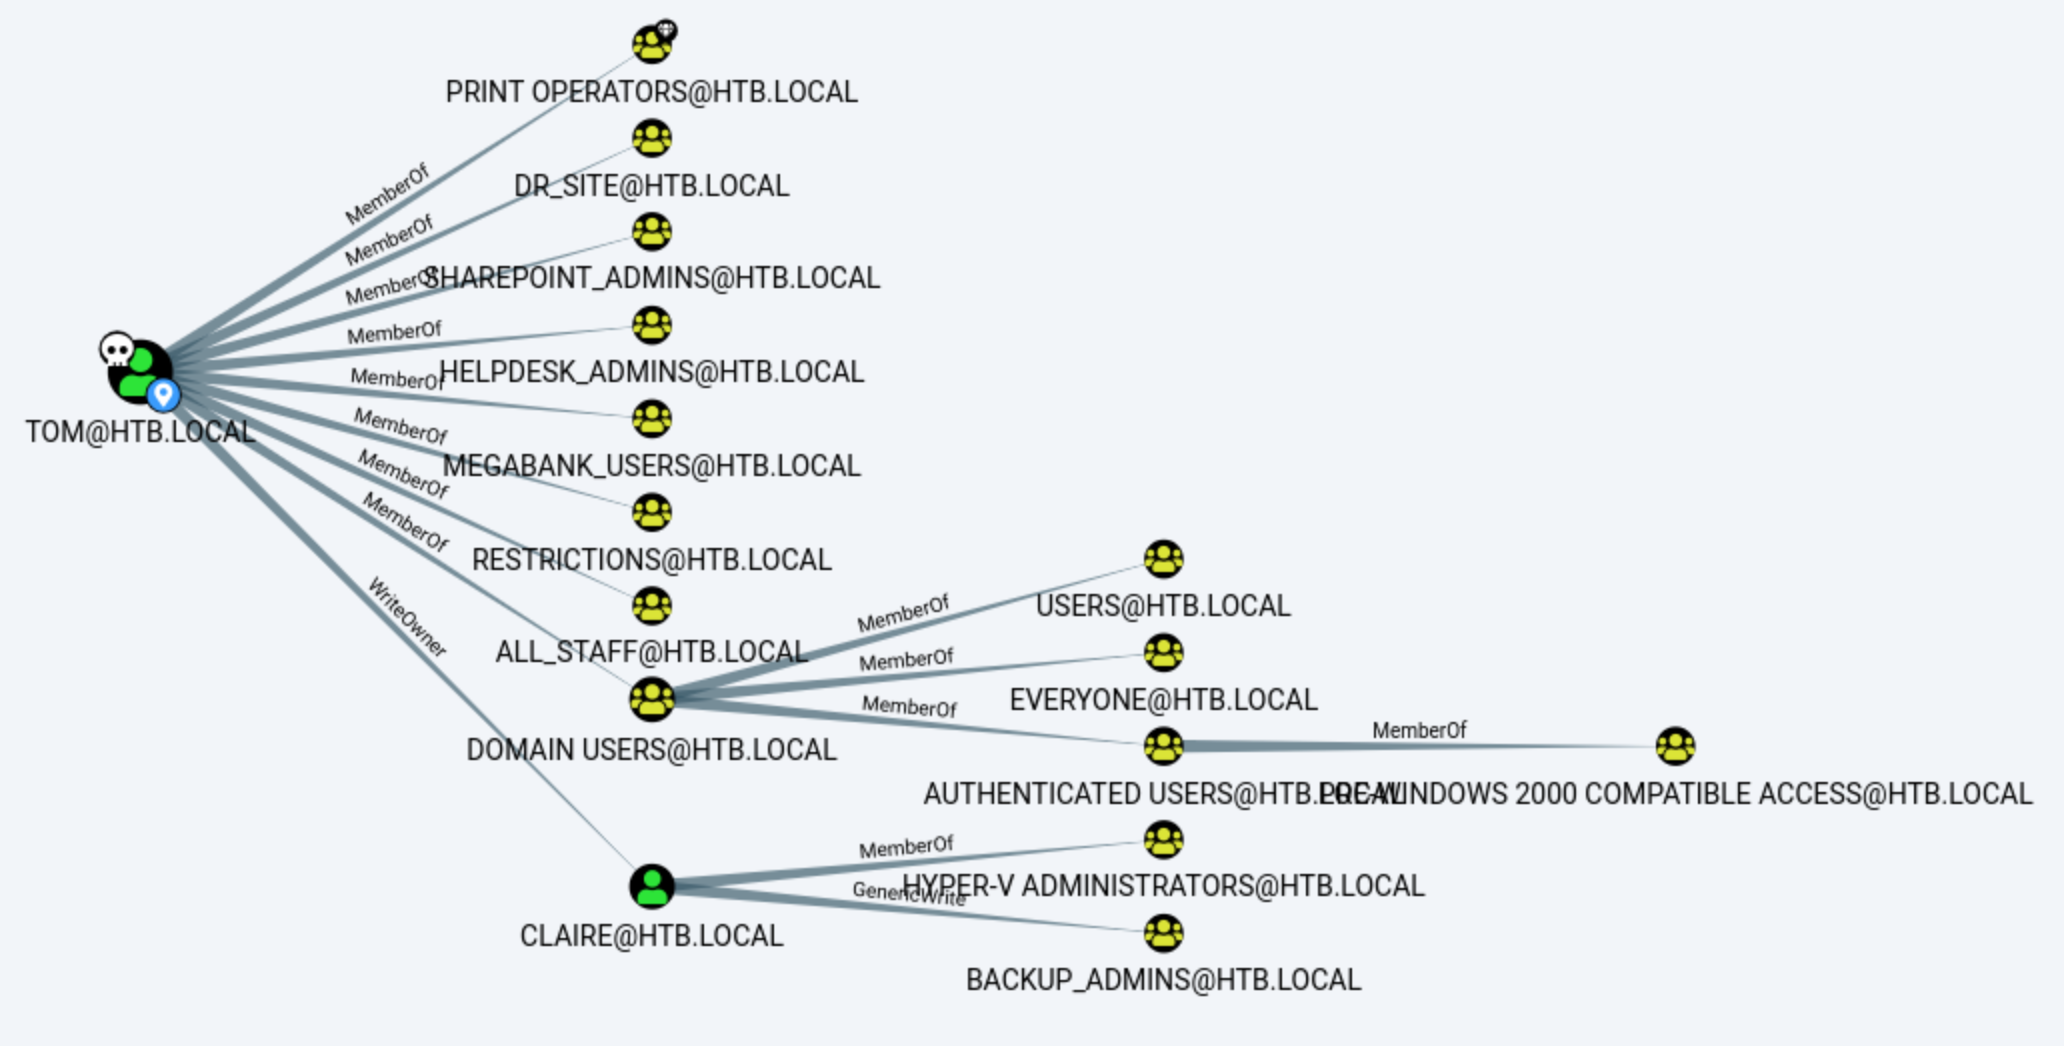 PRINT OPERATORS@HTB.LOCAL
MemberOf
DR_SITE@HTB.LOCAL
MemberOf
MemberOf
SHAREPOINT_ADMINS@HTB.LOCAL
MemberOf
HELPDESK_ADMINS@HTB.LOCAL
MemberOf
TOM@HTB.LOCAL
MemberOf
MEGABANK_USERS@HTB.LOCAL
MemberOf
MemberOf
RESTRICTIONS@HTB.LOCAL
WriteOwner
ALL_STAFF@HTB.LOCAL
MemberOf
USERS@HTB.LOCAL
MemberOf
EVERYONE@HTB.LOCAL
MemberOf
MemberOf
DOMAIN USERS@HTB.LOCAL
AUTHENTICATED USERS@HTB.LOCAL
PRE-WINDOWS 2000 COMPATIBLE ACCESS@HTB.LOCAL
MemberOf
HYPER-V ADMINISTRATORS@HTB.LOCAL
GenericWrite
CLAIRE@HTB.LOCAL
BACKUP_ADMINS@HTB.LOCAL